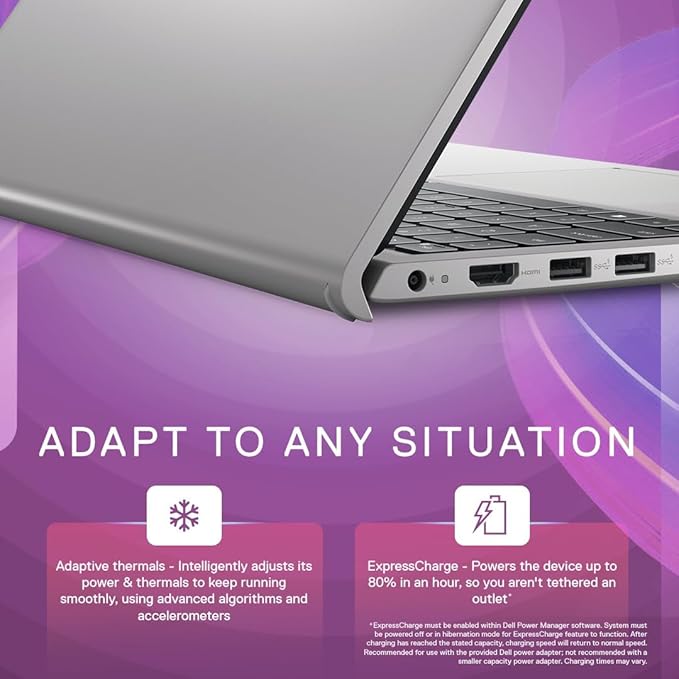 HDMI
ADAPT TO ANY SITUATION
Adaptive thermals - Intelligently adjusts its
power & thermals to keep running
smoothly, using advanced algorithms and
accelerometers
ExpressCharge - Powers the device up to
80% in an hour, so you aren't tethered an
outlet*
*ExpressCharge must be enabled within Dell Power Manager software. System must
be powered off or in hibernation mode for ExpressCharge feature to function. After
charging has reached the stated capacity, charging speed will return to normal speed.
Recommended for use with the provided Dell power adapter; not recommended with a
smaller capacity power adapter. Charging times may vary.